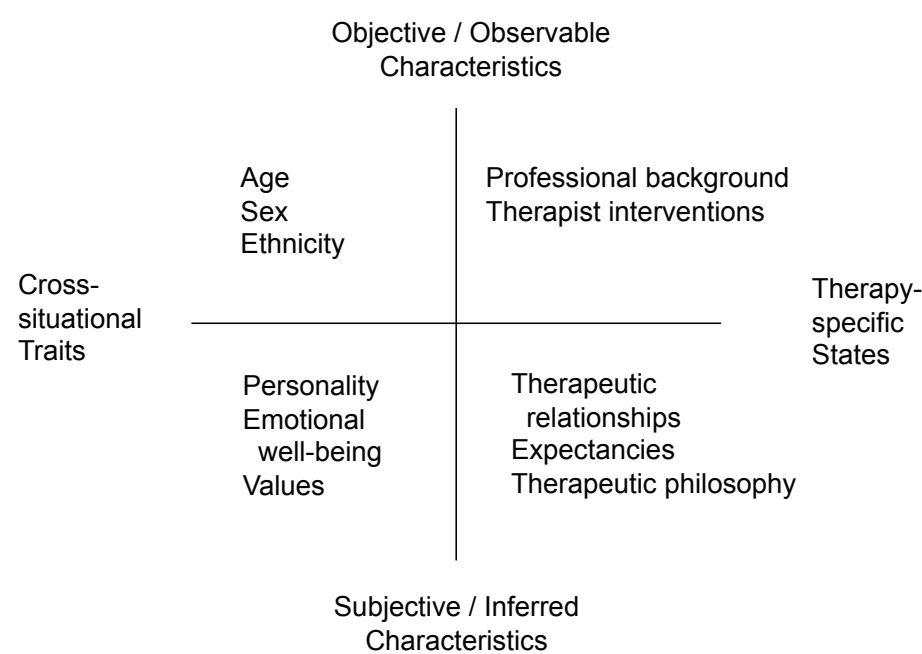 Objective / Observable
Characteristics
Age
Sex
Ethnicity
Professional background
Therapist interventions
Cross-
situational
Traits
Therapy-
specific
States
Personality
Emotional
well-being
Values
Therapeutic
relationships
Expectancies
Therapeutic philosophy
Subjective / Inferred
Characteristics